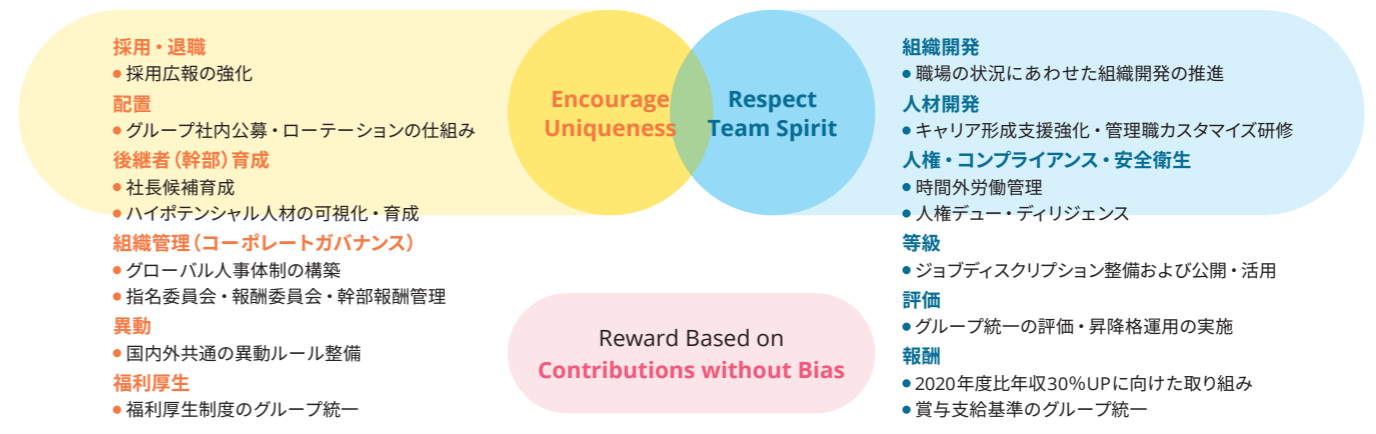 採用・退職
●採用広報の強化
配置
●グループ社内公募・ローテーションの仕組み
後継者（幹部）育成
●社長候補育成
●ハイポテンシャル人材の可視化・育成
組織管理（コーポレートガバナンス）
●グローバル人事体制の構築
●指名委員会・報酬委員会・幹部報酬管理
異動
●国内外共通の異動ルール整備
福利厚生
●福利厚生制度のグループ統一
Encourage
Uniqueness
Respect
Team Spirit
Reward Based on
Contributions without Bias
組織開発
●職場の状況にあわせた組織開発の推進
人材開発
●キャリア形成支援強化・管理職カスタマイズ研修
人権・コンプライアンス・安全衛生
●時間外労働管理
●人権デュー・ディリジェンス
等級
●ジョブディスクリプション整備および公開・活用
評価
●グループ統一の評価・昇降格運用の実施
報酬
●2020年度比年収30%UPに向けた取り組み
●賞与支給基準のグループ統一